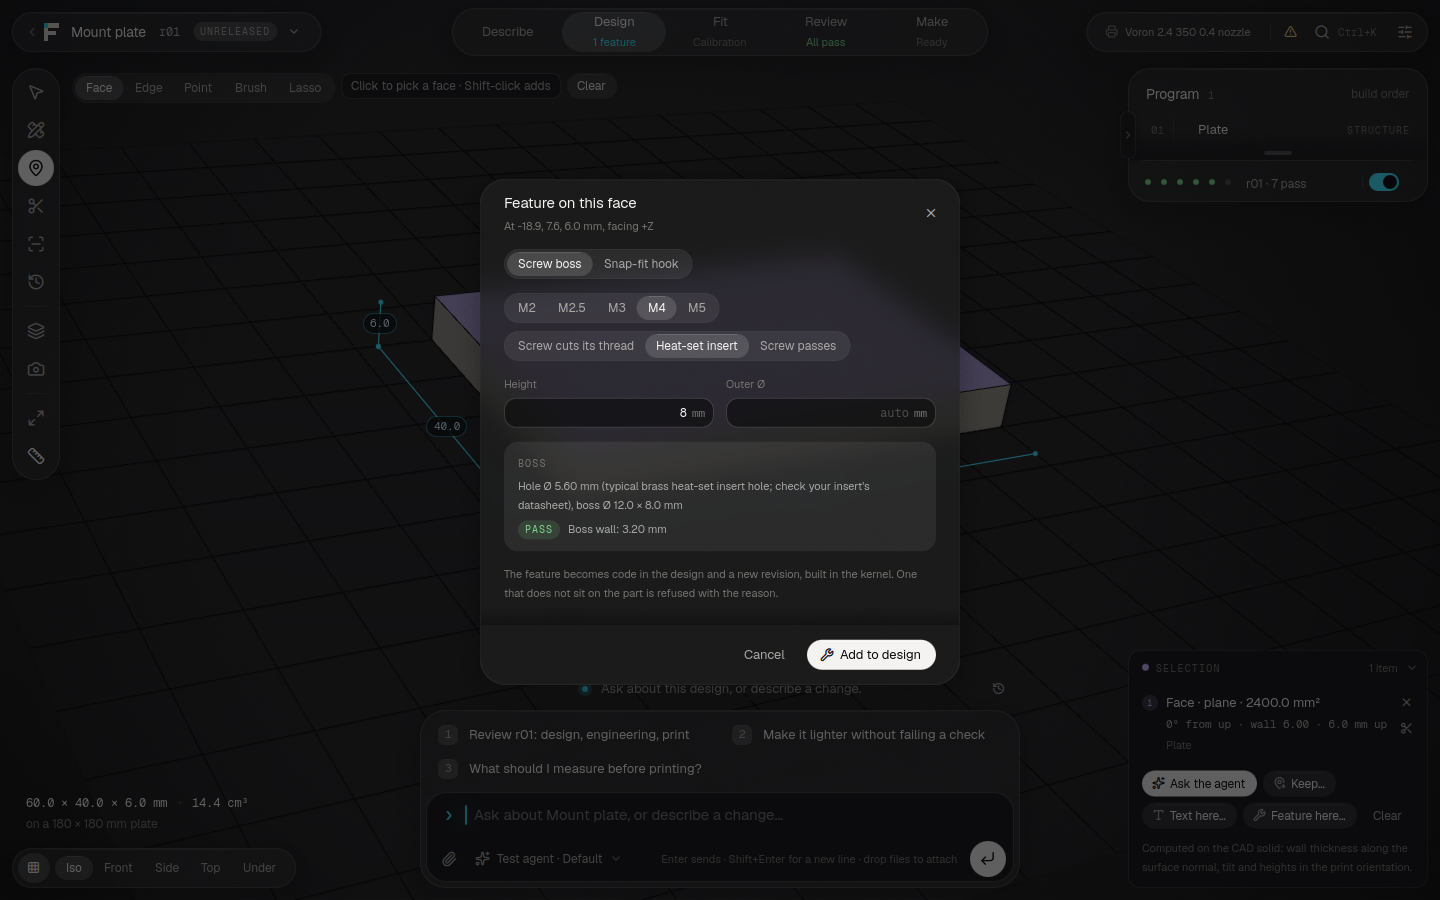 Mount plate r01 UNRELEASED
Describe
Design
1 feature
Fit
Calibration
Review
All pass
Make
Ready
Voron 2.4 350 0.4 nozzle
Ctrl+K
Face Edge Point Brush Lasso
Click to pick a face · Shift-click adds
Clear
Program 1
build order
01 Plate STRUCTURE
r01 · 7 pass
Feature on this face
At -18.9, 7.6, 6.0 mm, facing +Z
Screw boss Snap-fit hook
M2 M2.5 M3 M4 M5
Screw cuts its thread Heat-set insert Screw passes
Height
Outer Ø
8 mm
auto mm
BOSS
Hole Ø 5.60 mm (typical brass heat-set insert hole; check your insert's
datasheet), boss Ø 12.0 × 8.0 mm
PASS Boss wall: 3.20 mm
The feature becomes code in the design and a new revision, built in the kernel. One
that does not sit on the part is refused with the reason.
Cancel
Add to design
6.0
40.0
Ask about this design, or describe a change.
1 Review r01: design, engineering, print
2 Make it lighter without failing a check
3 What should I measure before printing?
Ask about Mount plate, or describe a change...
Test agent · Default
Enter sends · Shift+Enter for a new line · drop files to attach
SELECTION
1 item
1 Face · plane · 2400.0 mm²
0° from up · wall 6.00 · 6.0 mm up
Plate
Ask the agent
Keep...
Text here...
Feature here...
Clear
Computed on the CAD solid: wall thickness along the
surface normal, tilt and heights in the print orientation.
60.0 × 40.0 × 6.0 mm · 14.4 cm³
on a 180 × 180 mm plate
Iso Front Side Top Under